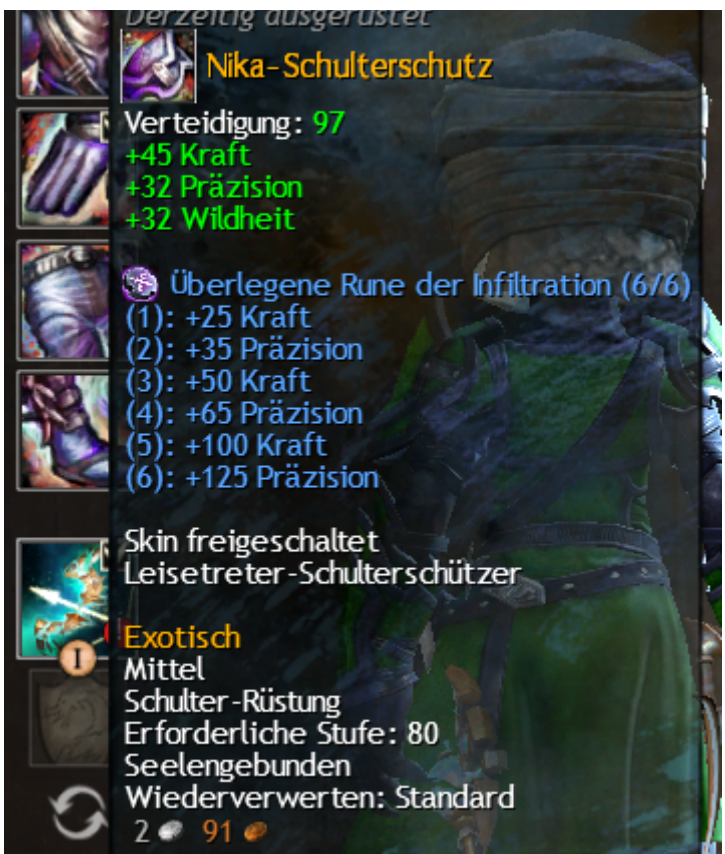 Derzeitig ausgerüstet
Nika-Schulterschutz
Verteidigung: 97
+45 Kraft
+32 Präzision
+32 Wildheit
Überlegene Rune der Infiltration (6/6)
(1): +25 Kraft
(2): +35 Präzision
(3): +50 Kraft
(4): +65 Präzision
(5): +100 Kraft
(6): +125 Präzision
Skin freigeschaltet
Leisetreter-Schulterschützer
Exotisch
Mittel
Schulter-Rüstung
Erforderliche Stufe: 80
Seelengebunden
Wiederverwerten: Standard
2 91
I